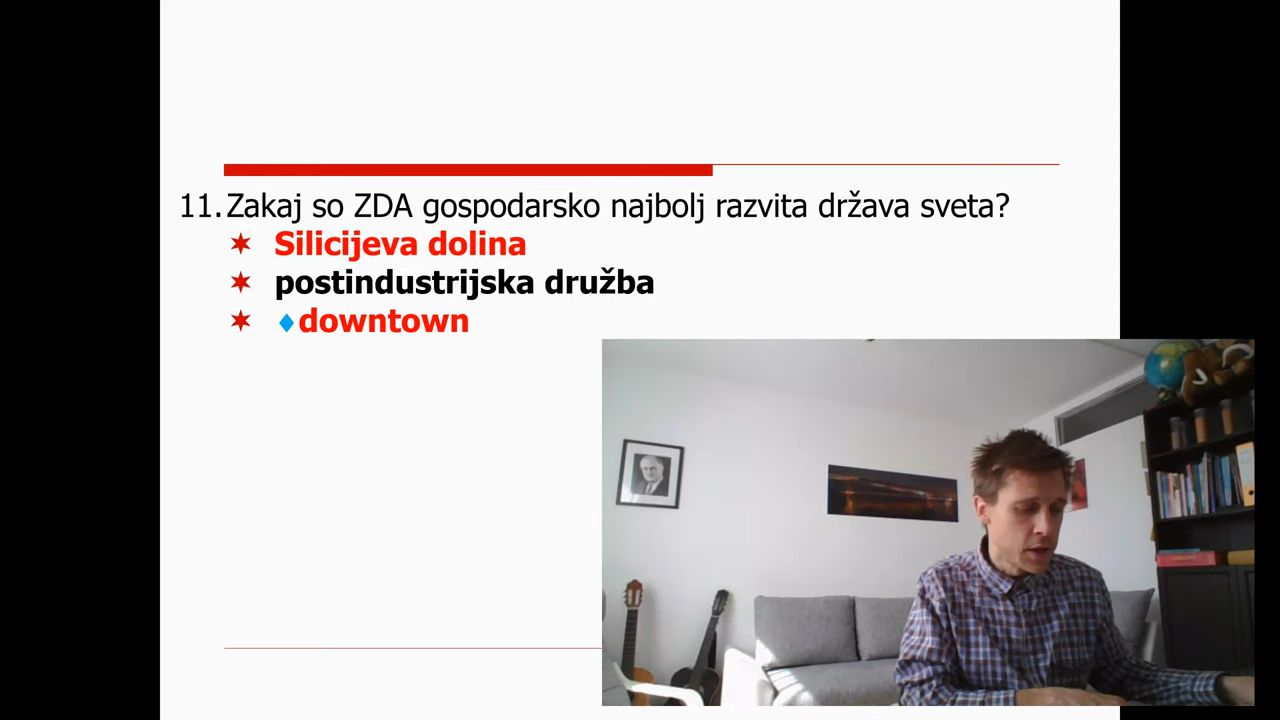 11. Zakaj so ZDA gospodarsko najbolj razvita država sveta?
Silicijeva dolina
postindustrijska družba
downtown